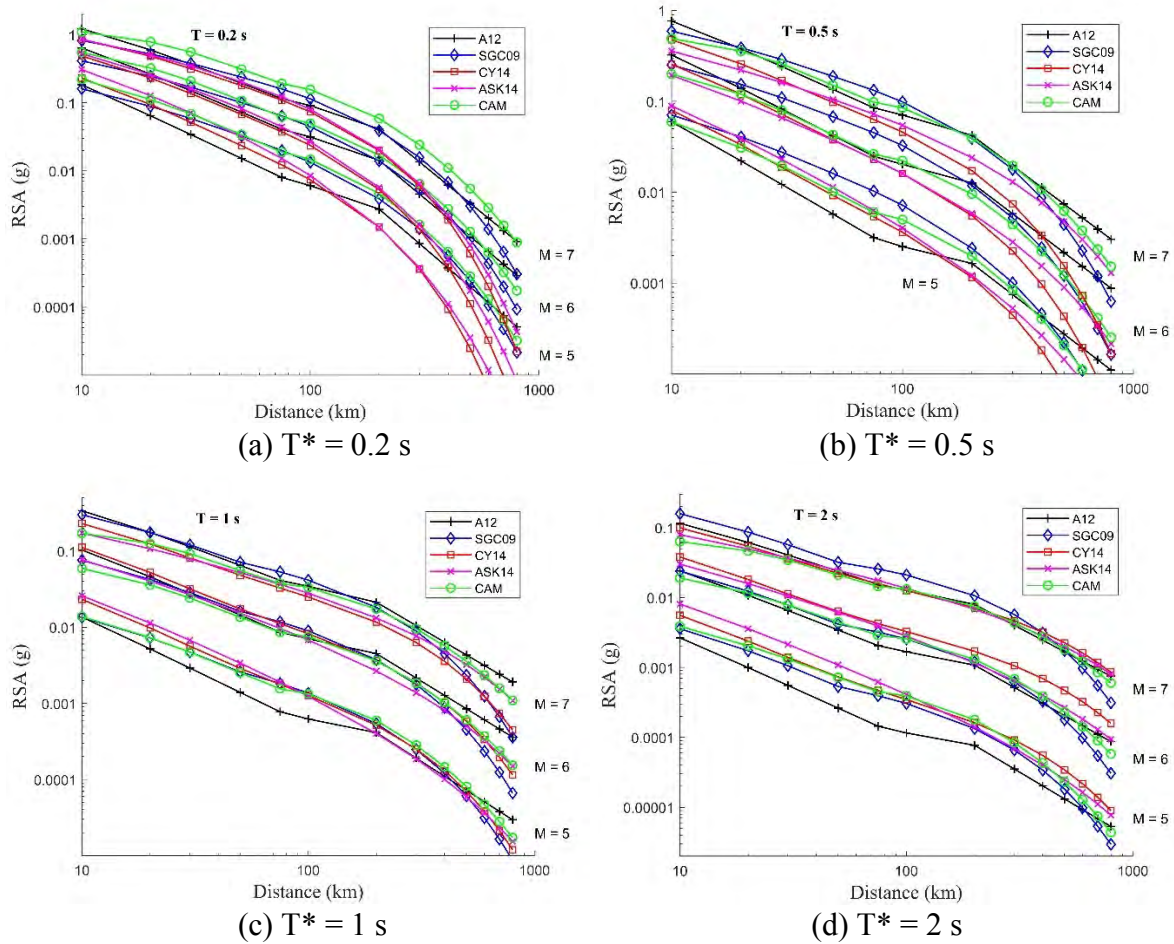 T = 0.2 s
A12
SGC09
CY14
ASK14
CAM
1
0.1
0.01
0.001
0.0001
RSA (g)
M = 7
M = 6
M = 5
10
100
1000
Distance (km)
(a) T* = 0.2 s
T = 0.5 s
A12
SGC09
CY14
ASK14
CAM
1
0.1
0.01
0.001
RSA (g)
M = 5
M = 7
M = 6
10
100
1000
Distance (km)
(b) T* = 0.5 s
T = 1 s
A12
SGC09
CY14
ASK14
CAM
0.1
0.01
0.001
0.0001
RSA (g)
M = 7
M = 6
M = 5
10
100
1000
Distance (km)
(c) T* = 1 s
T = 2 s
A12
SGC09
CY14
ASK14
CAM
0.1
0.01
0.001
0.0001
0.00001
RSA (g)
M = 7
M = 6
M = 5
10
100
1000
Distance (km)
(d) T* = 2 s